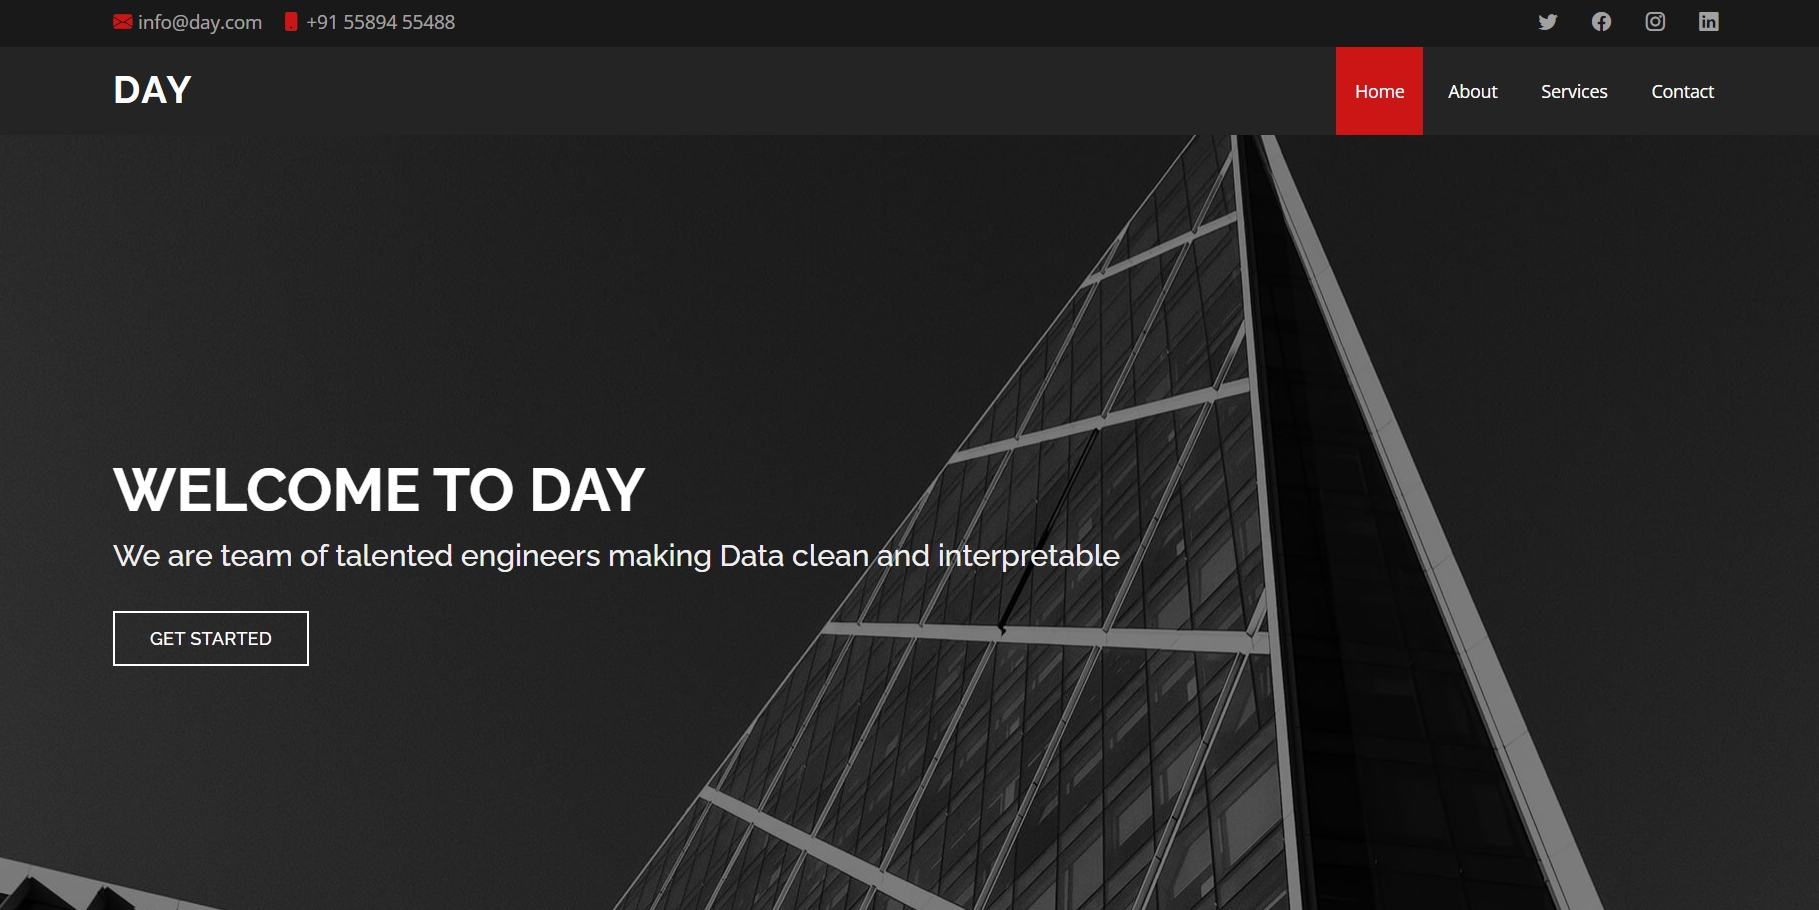 info@day.com +91 55894 55488
DAY
Home About Services Contact
WELCOME TO DAY
We are team of talented engineers making Data clean and interpretable
GET STARTED